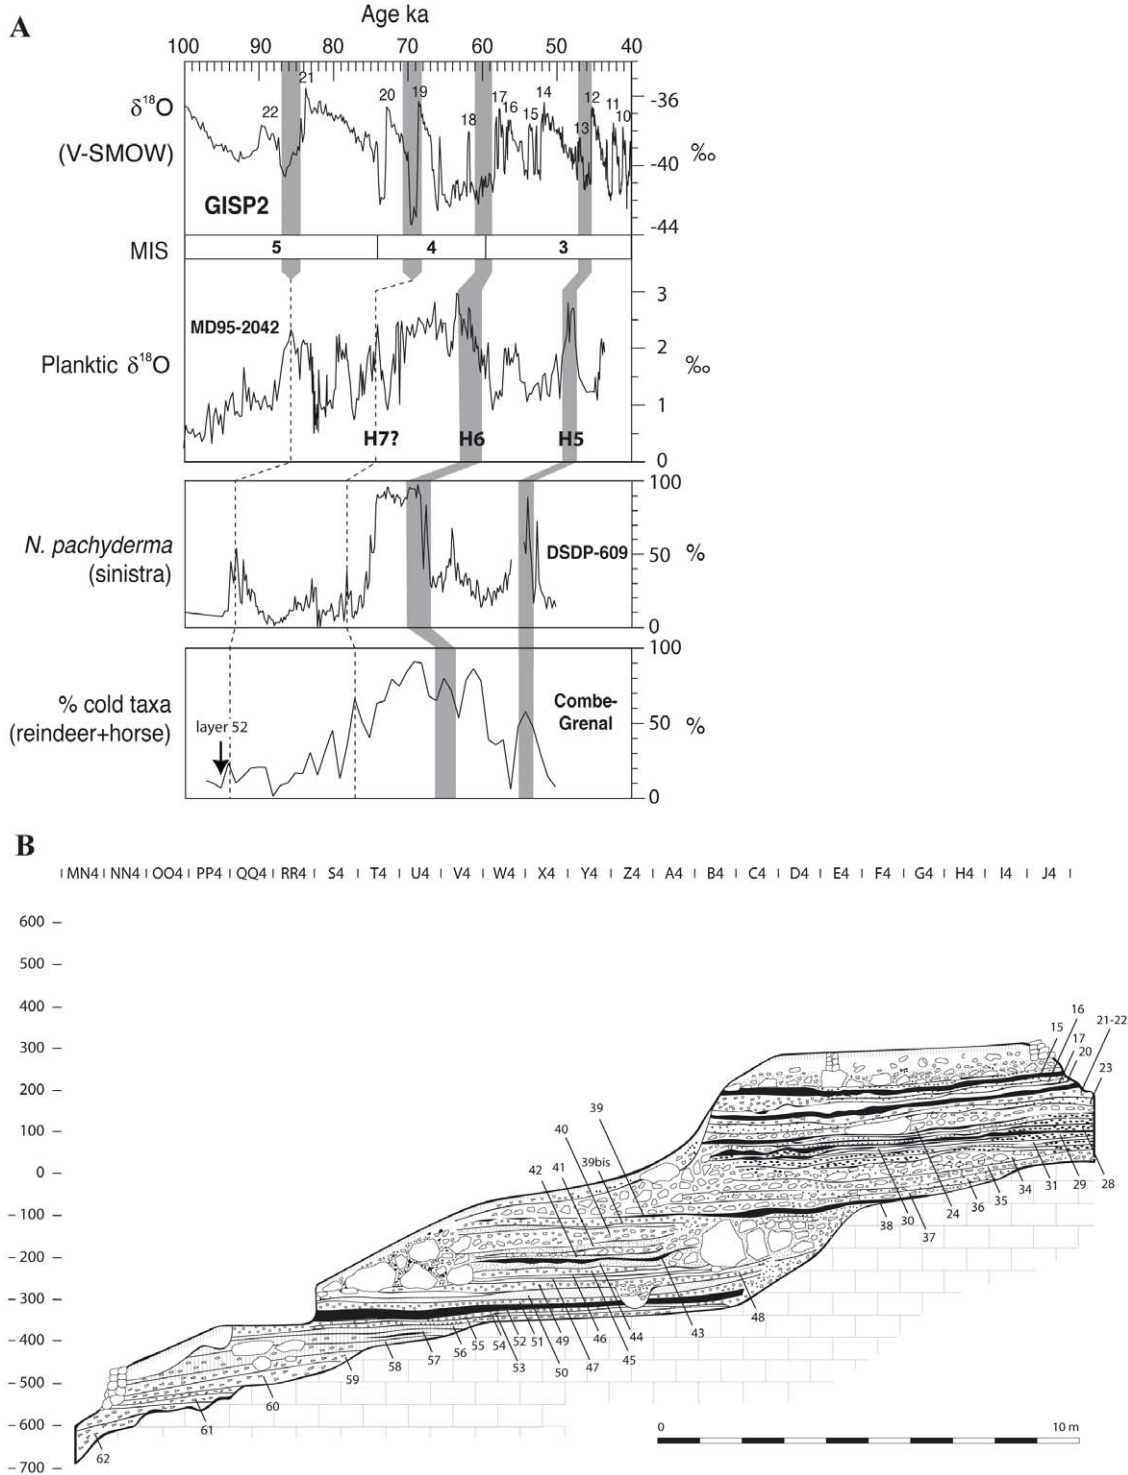 A
Age ka
100 90 80 70 60 50 40
δ18O
(V-SMOW)
22 21 20 19 18 17 16 15 14 13 12 11 10
-36
-40
-44
‰
GISP2
MIS
5 4 3
MD95-2042
Planktic δ18O
3
2
1
0
‰
H7? H6 H5
N. pachyderma
(sinistra)
DSDP-609
100
50
0
%
% cold taxa
(reindeer+horse)
layer 52
Combe-
Grenal
100
50
0
%
B
MN4 NN4 OO4 PP4 QQ4 RR4 S4 T4 U4 V4 W4 X4 Y4 Z4 A4 B4 C4 D4 E4 F4 G4 H4 I4 J4
600
500
400
300
200
100
0
-100
-200
-300
-400
-500
-600
-700
15 16 17 20 21-22 23
39 40 39bis 41 42
28 29 31 34 35 36 24 30 37 38
48 43 44 45 46 47 49 50 51 52 53 54 55 56 57 58 59 60 61 62
0 10 m